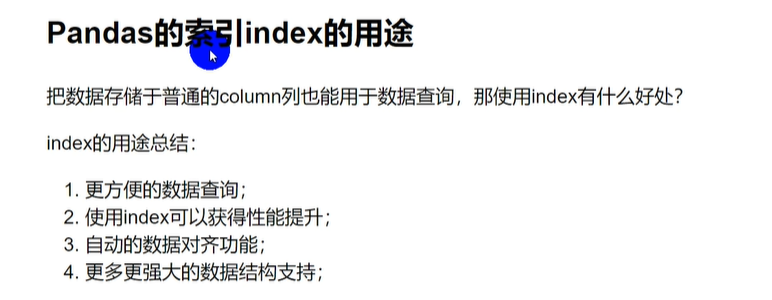 Pandas的索引index的用途
把数据存储于普通的column列也能用于数据查询，那使用index有什么好处？
index的用途总结：
1. 更方便的数据查询；
2. 使用index可以获得性能提升；
3. 自动的数据对齐功能；
4. 更多更强大的数据结构支持；